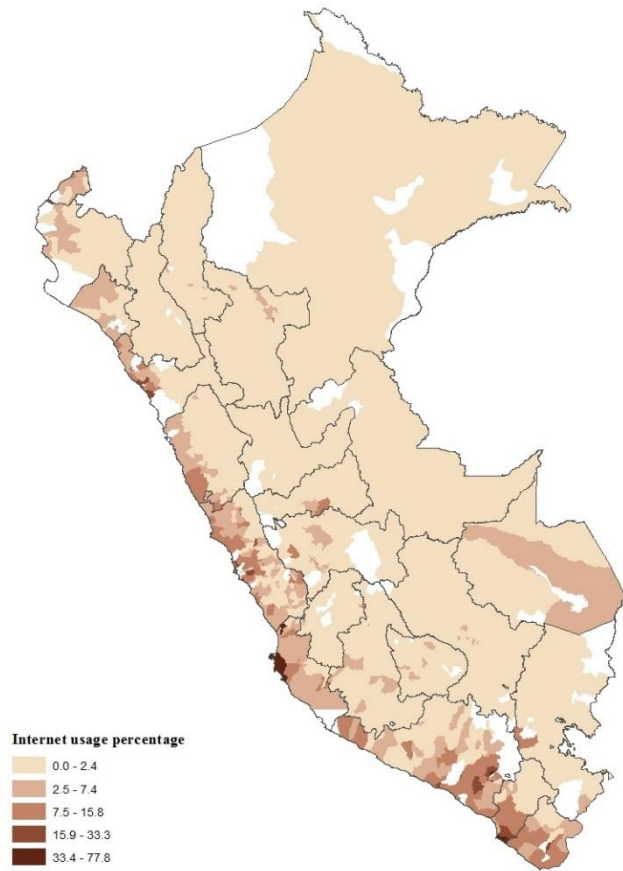 Internet usage percentage
0.0 - 2.4
2.5 - 7.4
7.5 - 15.8
15.9 - 33.3
33.4 - 77.8